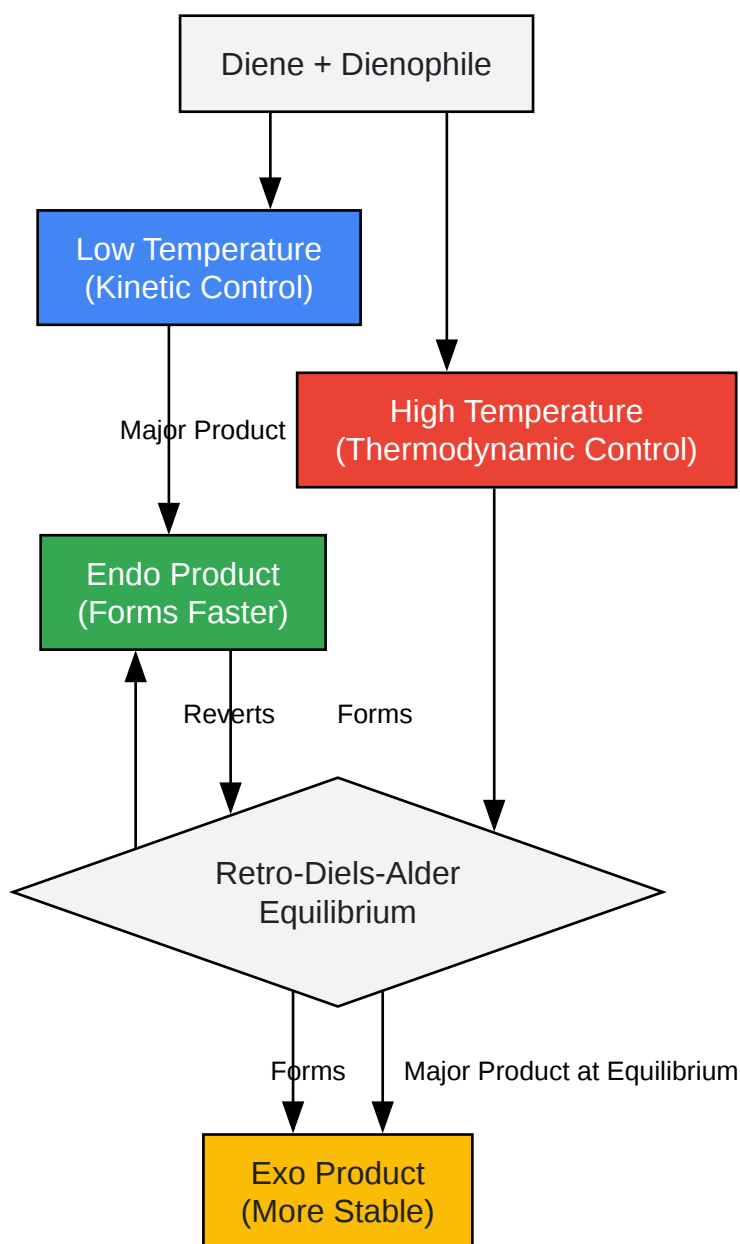 Diene + Dienophile
Low Temperature
(Kinetic Control)
High Temperature
(Thermodynamic Control)
Major Product
Endo Product
(Forms Faster)
Reverts
Forms
Retro-Diels-Alder
Equilibrium
Forms
Major Product at Equilibrium
Exo Product
(More Stable)